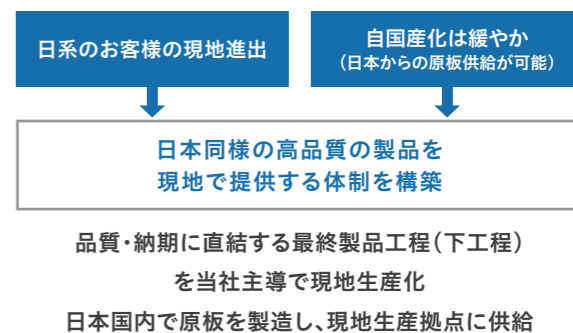 日系のお客様の現地進出
自国産化は緩やか
（日本からの原板供給が可能）
日本同様の高品質の製品を
現地で提供する体制を構築
品質・納期に直結する最終製品工程（下工程）
を当社主導で現地生産化
日本国内で原板を製造し、現地生産拠点に供給